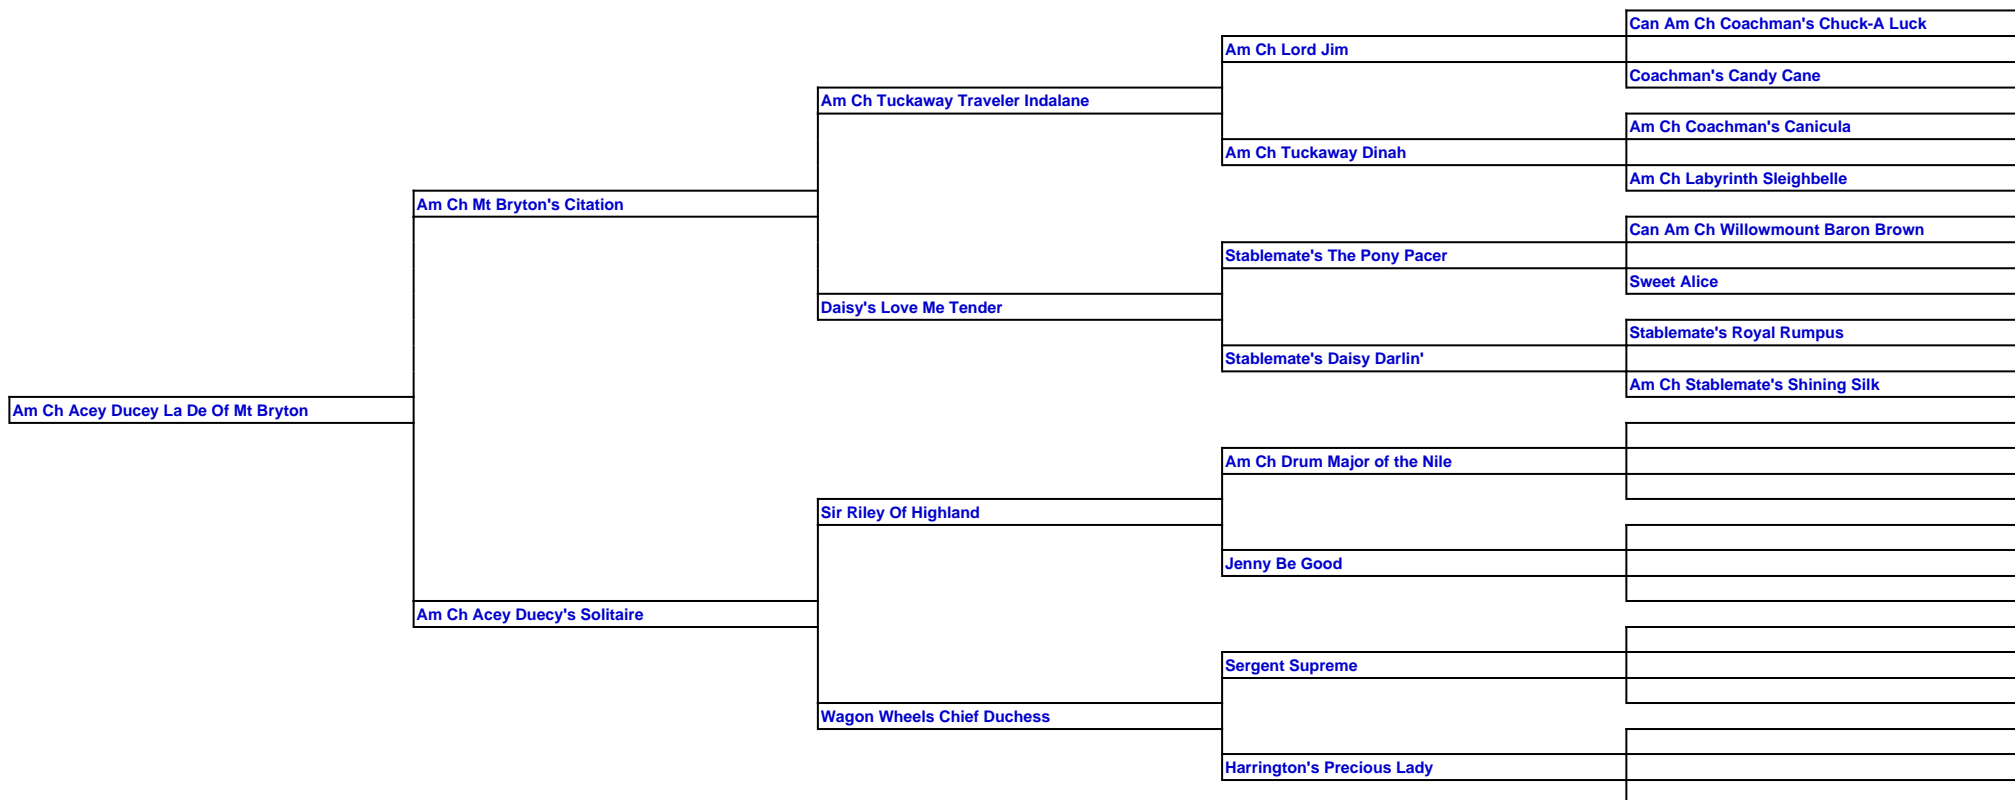 Can Am Ch Coachman's Chuck-A Luck
Am Ch Lord Jim
Coachman's Candy Cane
Am Ch Tuckaway Traveler Indalane
Am Ch Coachman's Canicula
Am Ch Tuckaway Dinah
Am Ch Labyrinth Sleighbelle
Am Ch Mt Bryton's Citation
Can Am Ch Willowmount Baron Brown
Stablemate's The Pony Pacer
Sweet Alice
Daisy's Love Me Tender
Stablemate's Royal Rumpus
Stablemate's Daisy Darlin'
Am Ch Stablemate's Shining Silk
Am Ch Acey Ducey La De Of Mt Bryton
Am Ch Drum Major of the Nile
Sir Riley Of Highland
Jenny Be Good
Am Ch Acey Duecy's Solitaire
Sergent Supreme
Wagon Wheels Chief Duchess
Harrington's Precious Lady